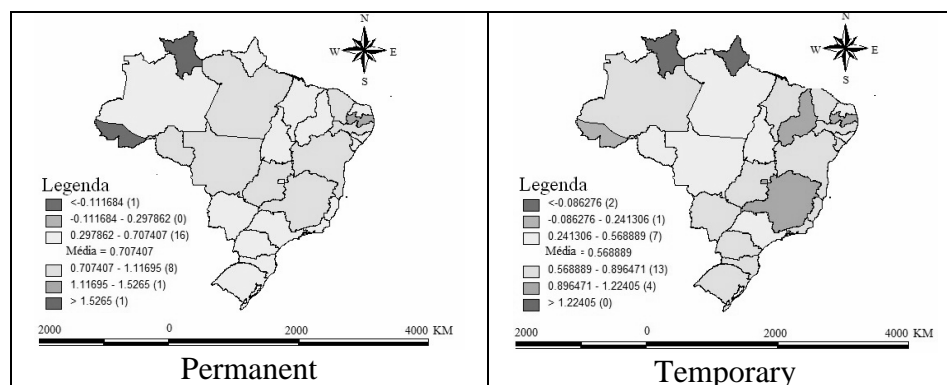 N
W E
S
Legenda
<-0.111684 (1)
-0.111684 - 0.297862 (0)
0.297862 - 0.707407 (16)
Média = 0.707407
0.707407 - 1.11695 (8)
1.11695 - 1.5265 (1)
> 1.5265 (1)
2000 0 2000 4000 KM
Permanent
N
W E
S
Legenda
<-0.086276 (2)
-0.086276 - 0.241306 (1)
0.241306 - 0.568889 (7)
Média = 0.568889
0.568889 - 0.896471 (13)
0.896471 - 1.22405 (4)
> 1.22405 (0)
2000 0 2000 4000 KM
Temporary